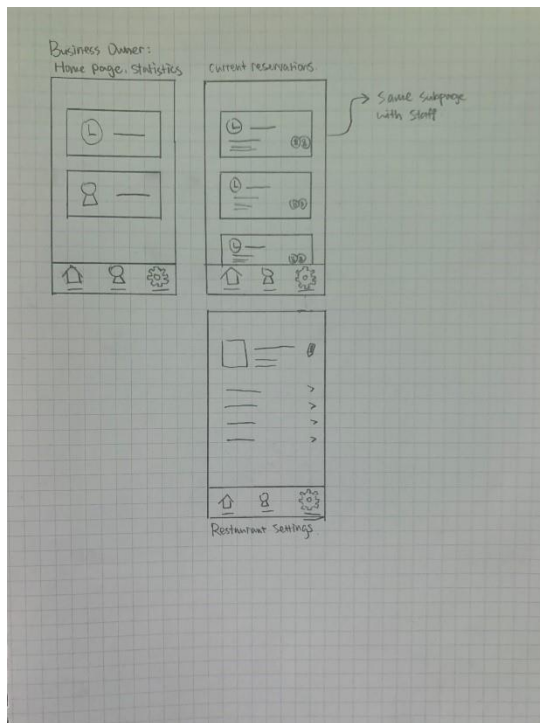 Business Owner:
Home page. Statistics
Current reservations.
Same subpage
with Staff
Restaurant Settings